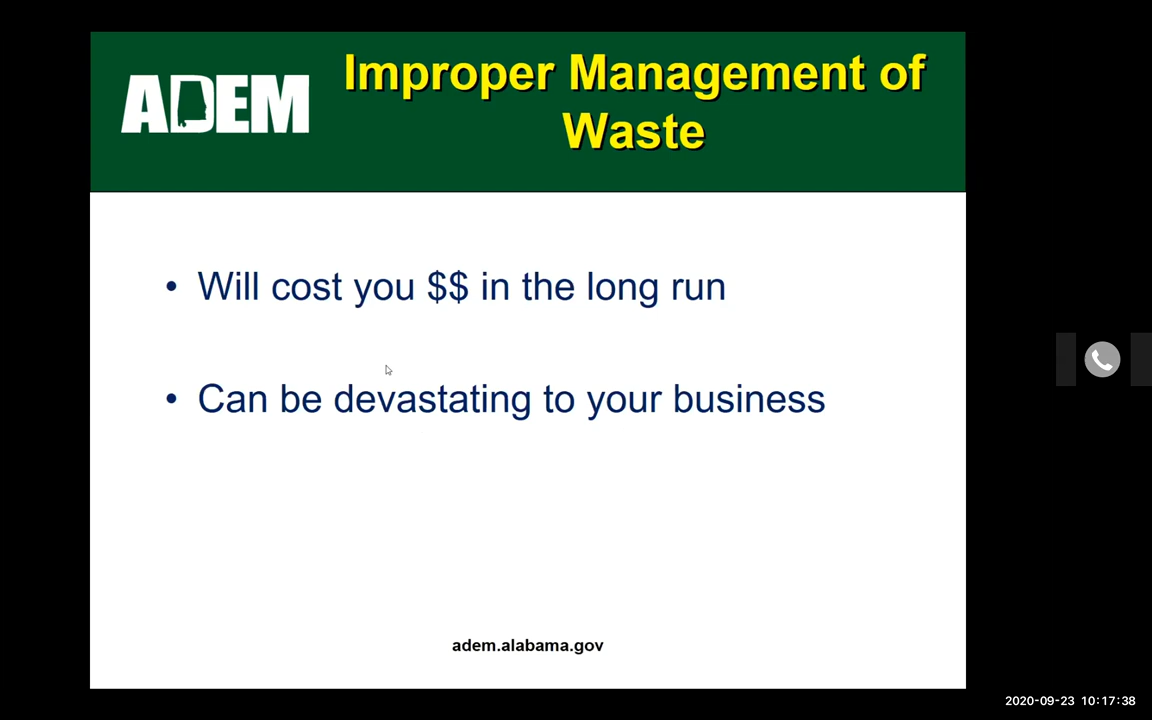 ADEM
Improper Management of
Waste
• Will cost you $$ in the long run
• Can be devastating to your business
adem.alabama.gov
2020-09-23 10:17:38